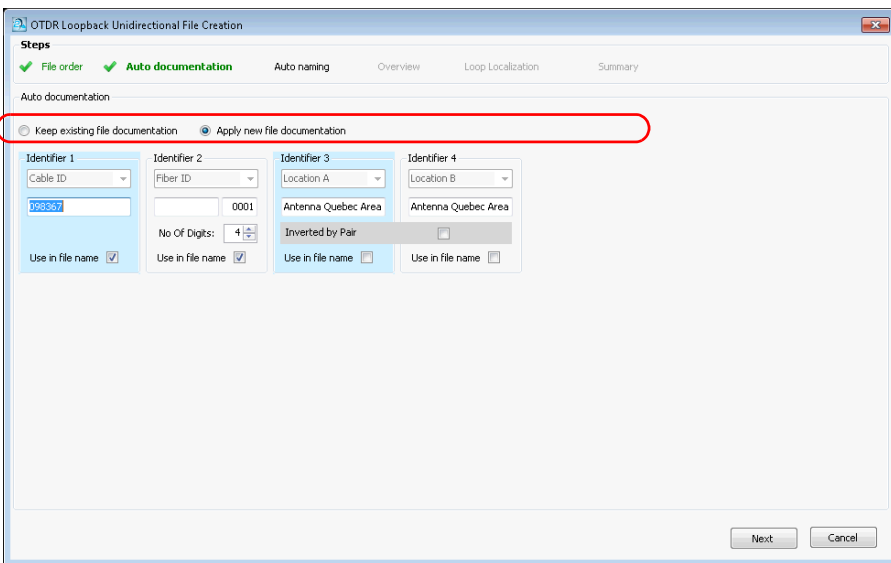 OTDR Loopback Unidirectional File Creation
Steps
File order Auto documentation Auto naming Overview Loop Localization Summary
Auto documentation
Keep existing file documentation Apply new file documentation
Identifier 1 Identifier 2 Identifier 3 Identifier 4
Cable ID Fiber ID Location A Location B
098367 0001 Antenna Quebec Area Antenna Quebec Area
No Of Digits: 4 Inverted by Pair
Use in file name Use in file name Use in file name Use in file name
Next Cancel